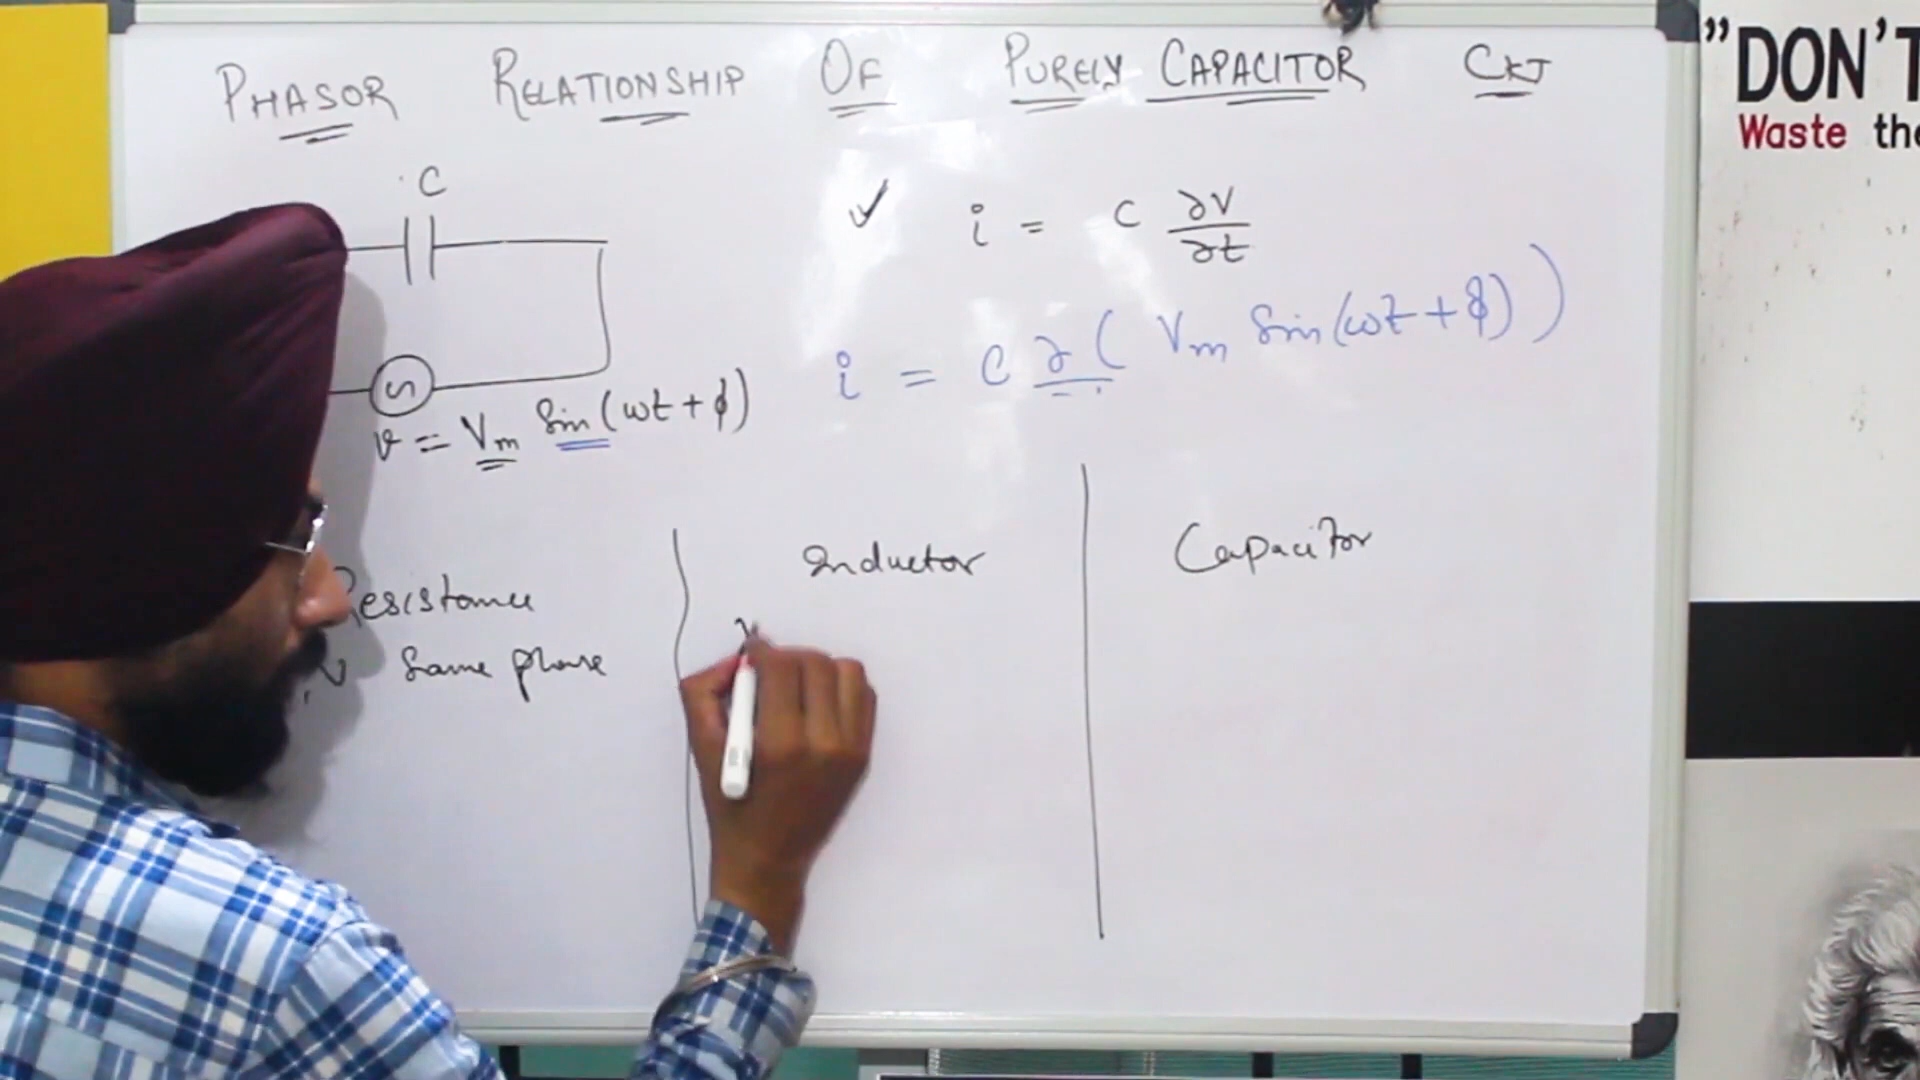 PHASOR RELATIONSHIP OF PURELY CAPACITOR CKT
C
i = C ∂V/∂t
i = C ∂ ( Vm Sin(ωt + ϕ) )
v = Vm Sin(ωt + ϕ)
Resistance
same phase
Inductor
Capacitor
"DON'T
Waste the